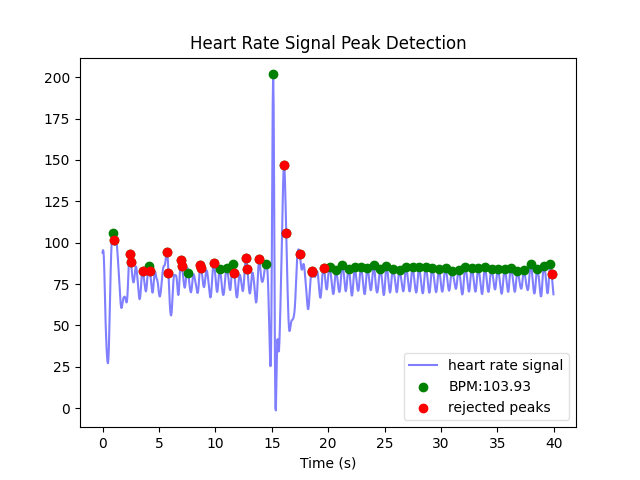 Heart Rate Signal Peak Detection
200
175
150
125
100
75
50
25
0
heart rate signal
BPM:103.93
rejected peaks
0 5 10 15 20 25 30 35 40
Time (s)